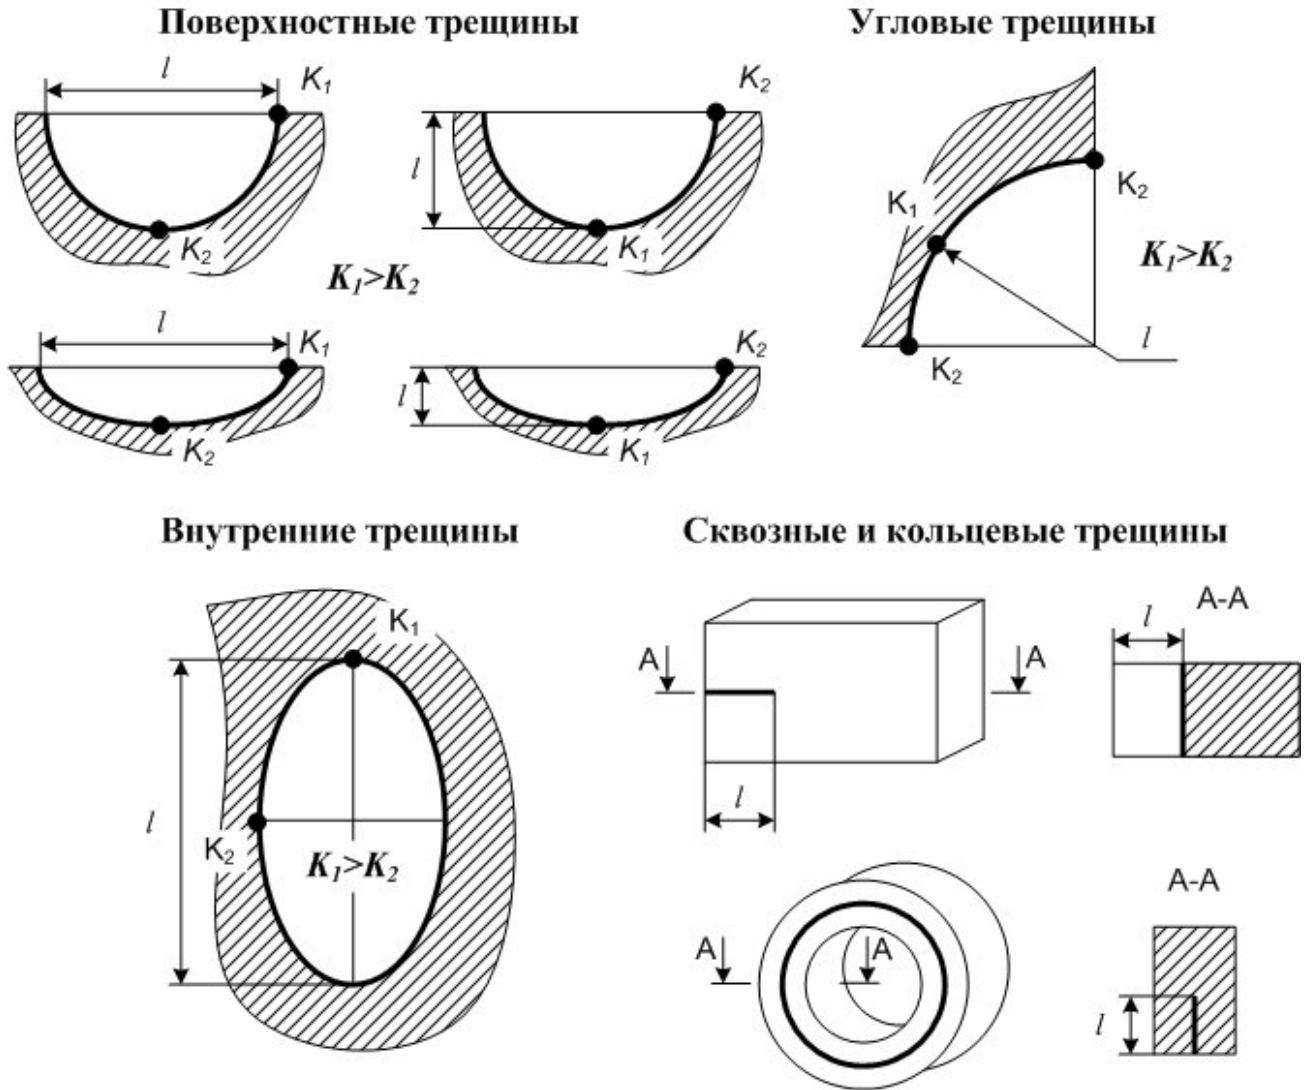 Поверхностные трещины
Угловые трещины
l
K₁
K₂
l
K₂
K₁
K₁>K₂
l
K₁
K₂
l
K₂
K₁
K₁
K₂
K₂
K₁>K₂
l
Внутренние трещины
Сквозные и кольцевые трещины
K₁
l
K₂
K₁>K₂
A
A
l
A-A
l
A
A
A-A
l